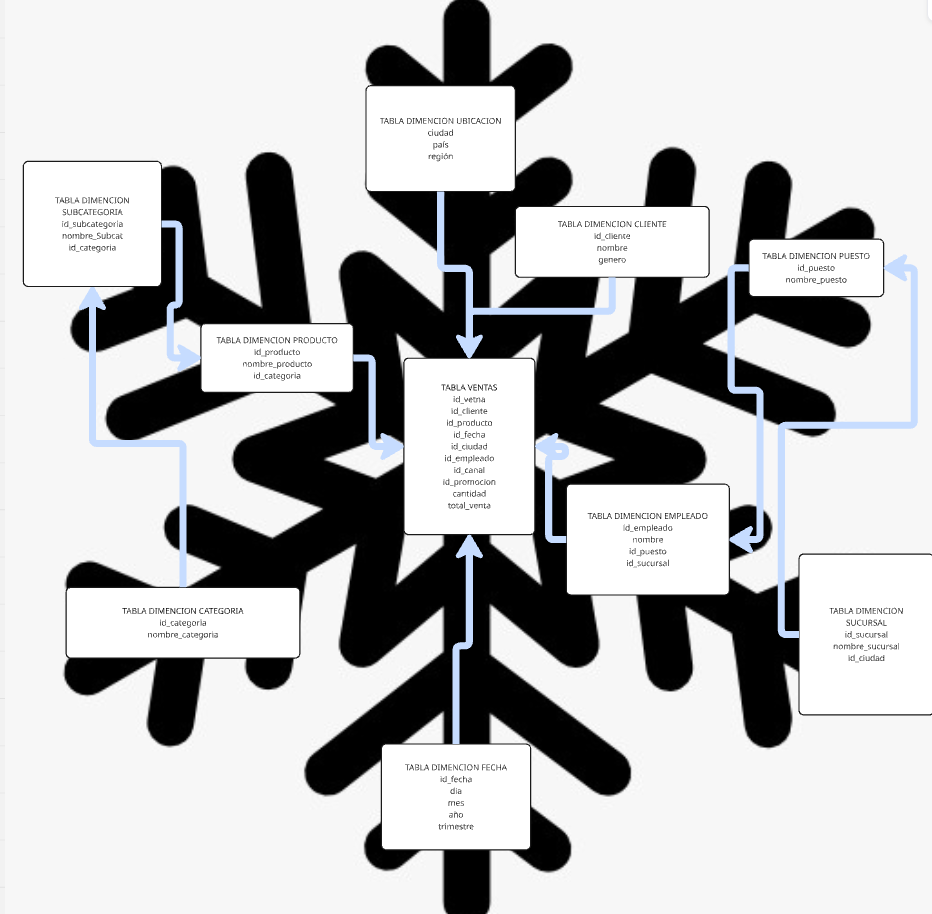 TABLA DIMENCION UBICACION
ciudad
país
región
TABLA DIMENCION
SUBCATEGORIA
id_subcategoria
nombre_Subcat
id_categoria
TABLA DIMENCION CLIENTE
id_cliente
nombre
genero
TABLA DIMENCION PUESTO
id_puesto
nombre_puesto
TABLA DIMENCION PRODUCTO
id_producto
nombre_producto
id_categoria
TABLA VENTAS
id_vetna
id_cliente
id_producto
id_fecha
id_ciudad
id_empleado
id_canal
id_promocion
cantidad
total_venta
TABLA DIMENCION EMPLEADO
id_empleado
nombre
id_puesto
id_sucursal
TABLA DIMENCION CATEGORIA
id_categoria
nombre_categoria
TABLA DIMENCION
SUCURSAL
id_sucursal
nombre_sucursal
id_ciudad
TABLA DIMENCION FECHA
id_fecha
dia
mes
año
trimestre